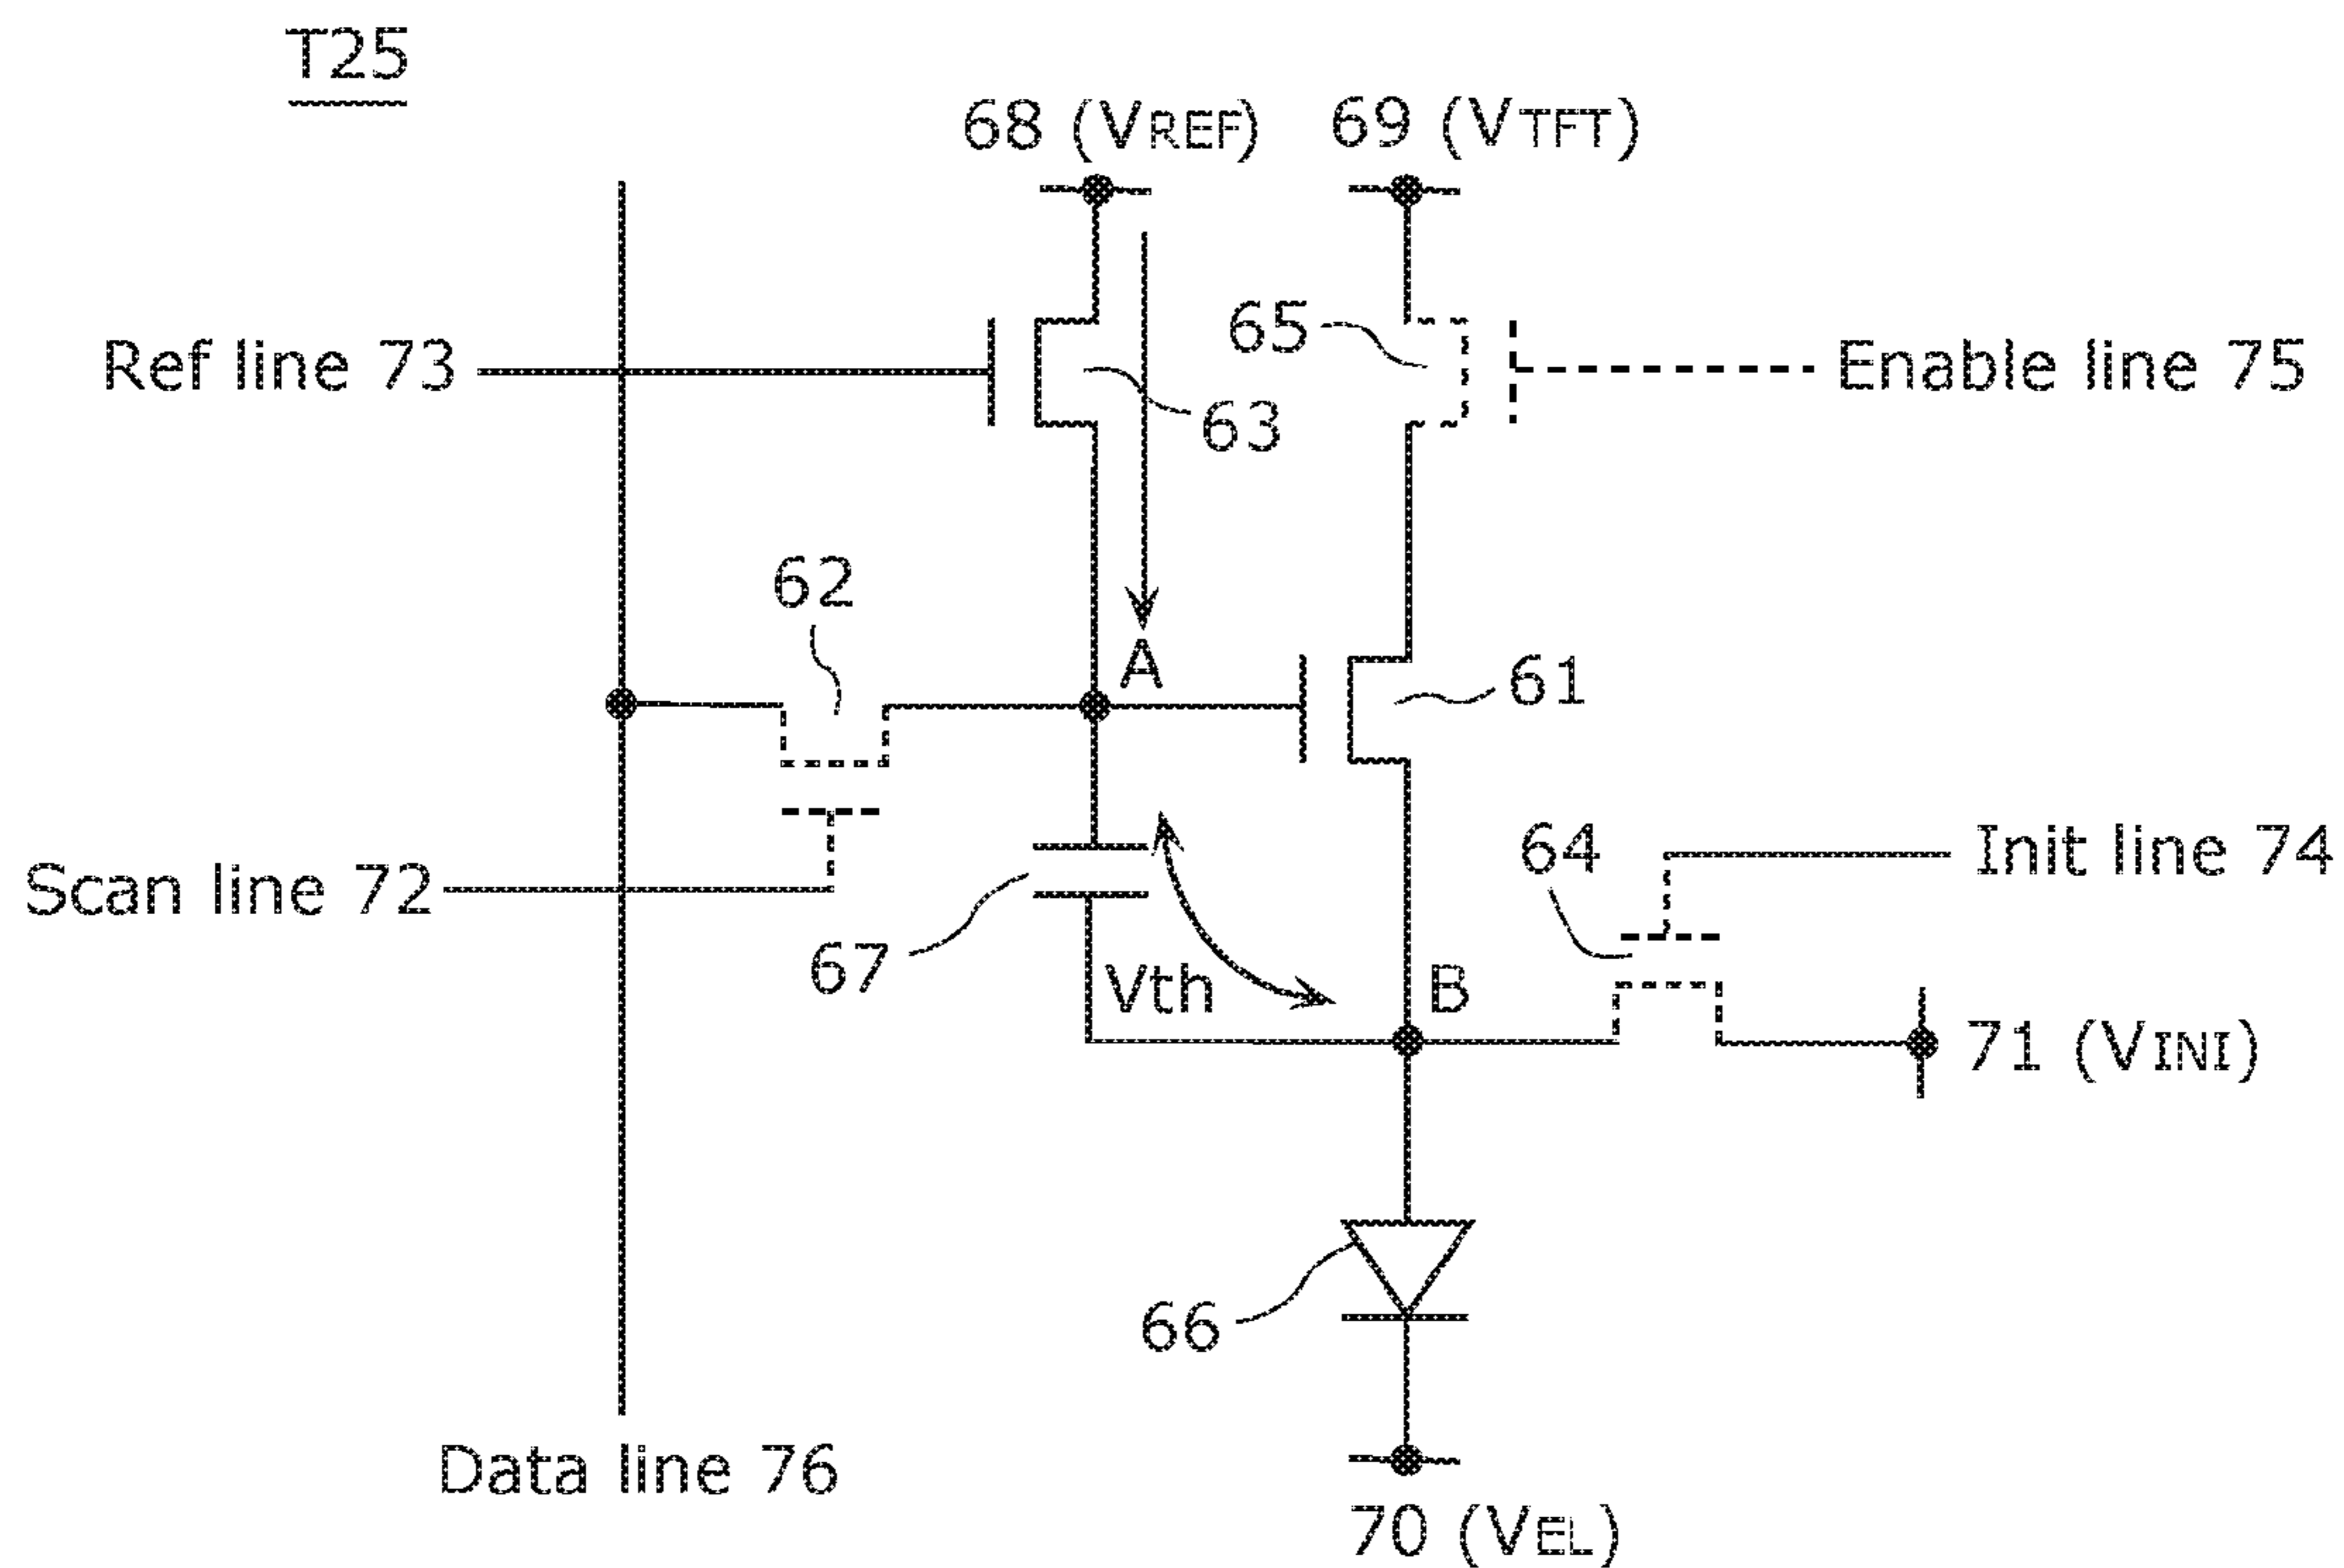 T25
68 (VREF)
69 (VTFT)
Ref line 73
63
65
Enable line 75
62
A
61
Scan line 72
67
Vth
B
64
Init line 74
71 (VINI)
66
Data line 76
70 (VEL)